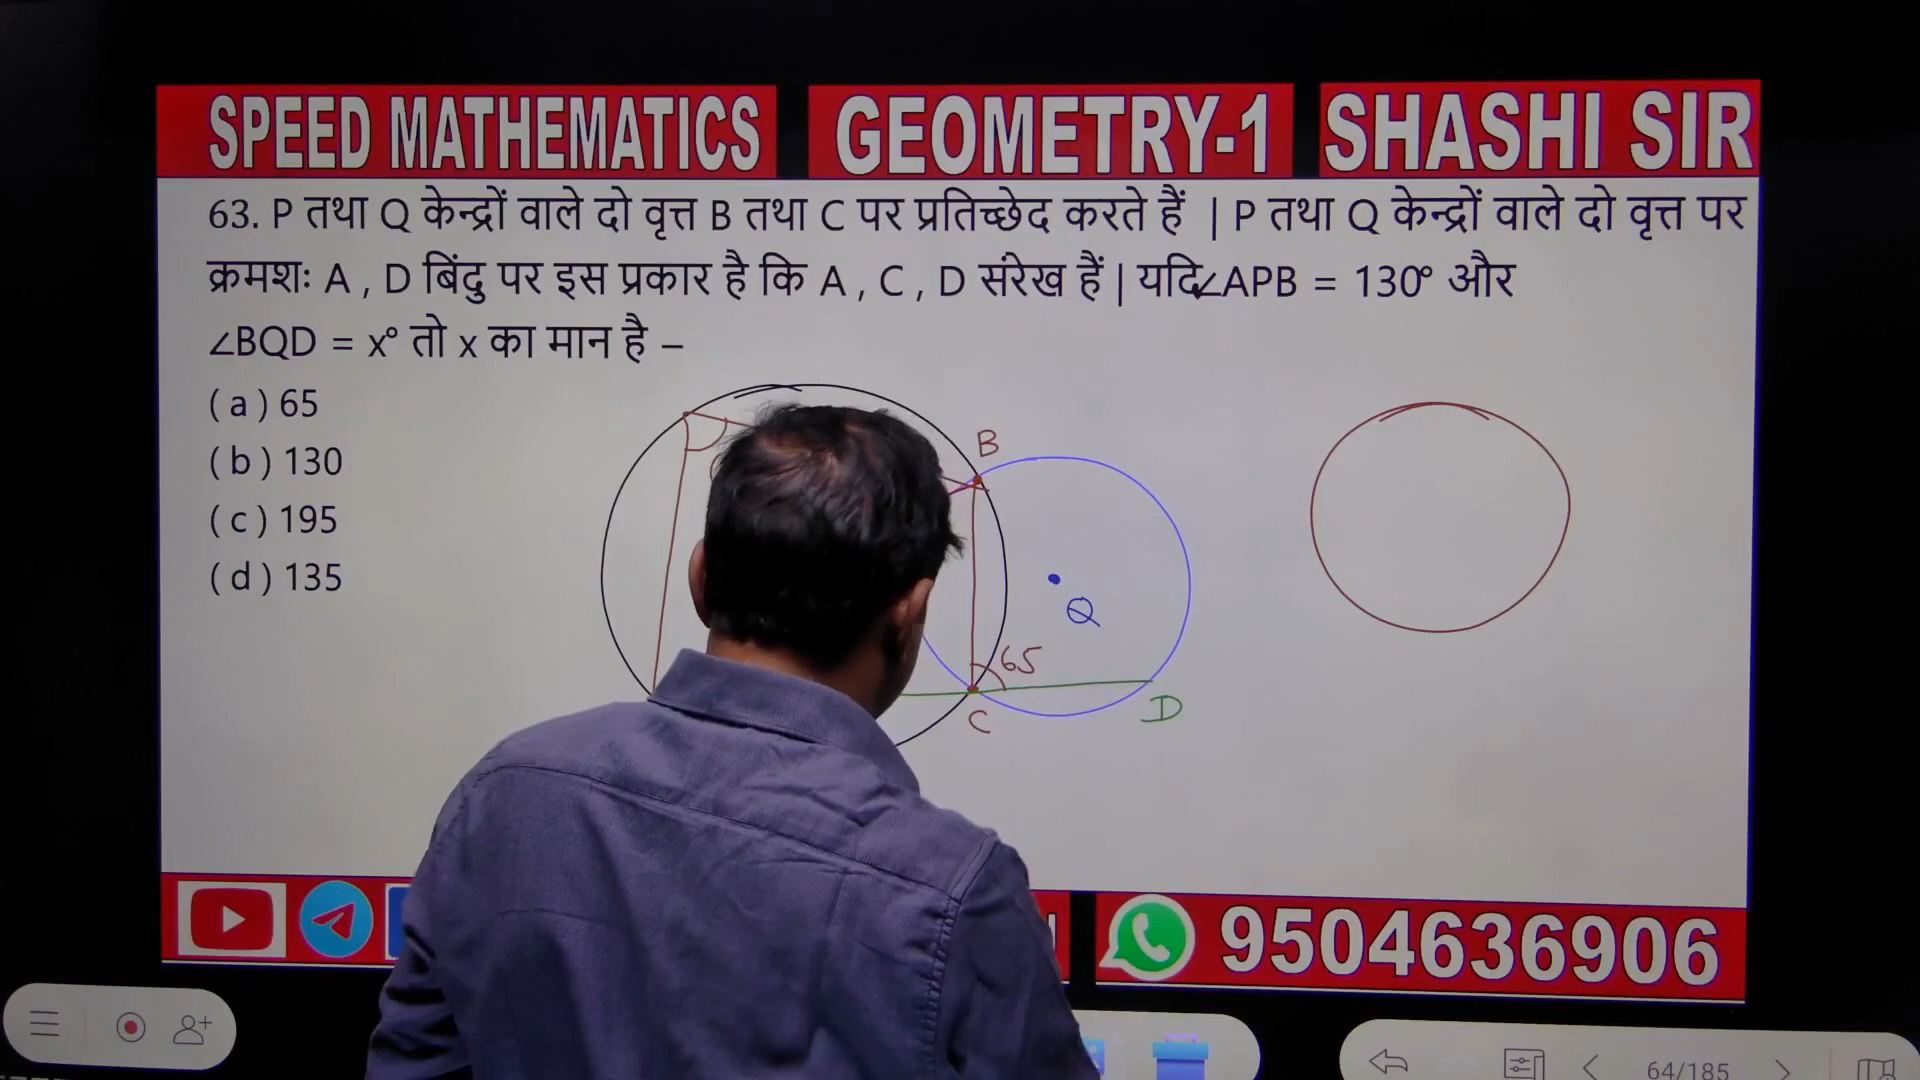 SPEED MATHEMATICS GEOMETRY-1 SHASHI SIR
63. P तथा Q केन्द्रों वाले दो वृत्त B तथा C पर प्रतिच्छेद करते हैं | P तथा Q केन्द्रों वाले दो वृत्त पर
क्रमशः A , D बिंदु पर इस प्रकार है कि A , C , D संरेख हैं | यदि∠APB = 130° और
∠BQD = x° तो x का मान है –
( a ) 65
( b ) 130
( c ) 195
( d ) 135
B
Q
65
C
D
9504636906
64/185